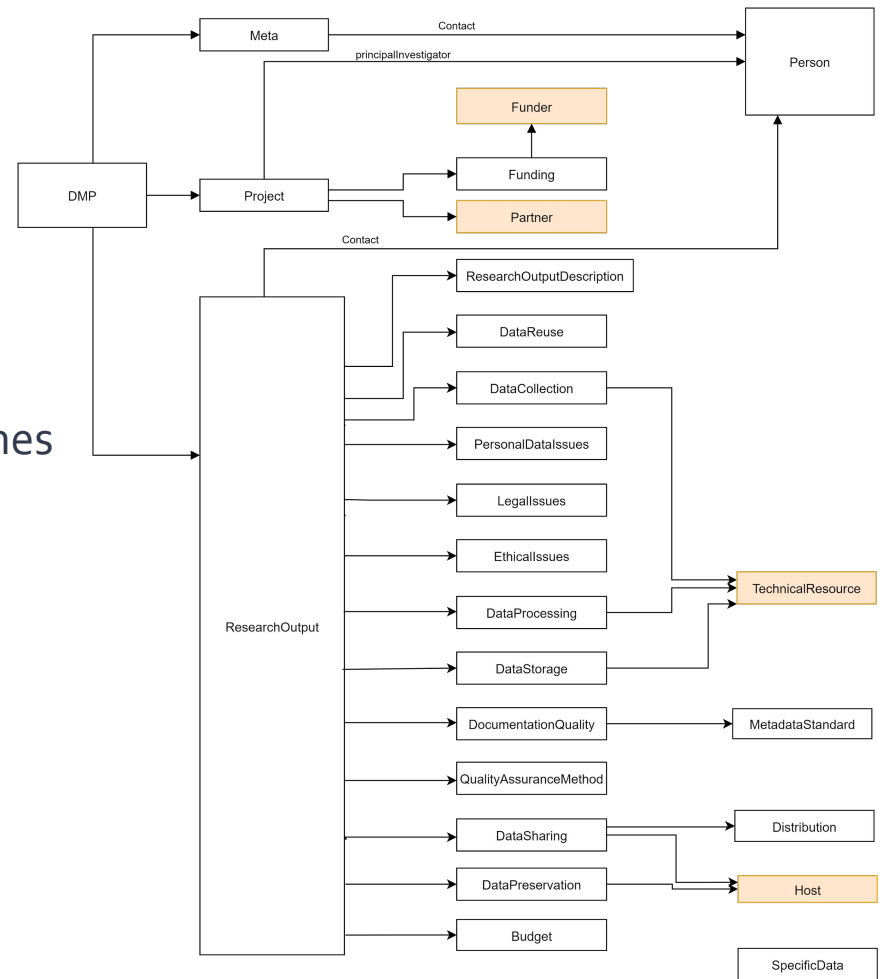 Contact
Meta
Person
principalInvestigator
Funder
Funding
DMP
Project
Partner
Contact
ResearchOutputDescription
DataReuse
DataCollection
nes
PersonalDataIssues
LegalIssues
EthicalIssues
TechnicalResource
DataProcessing
ResearchOutput
DataStorage
DocumentationQuality
MetadataStandard
QualityAssuranceMethod
Distribution
DataSharing
DataPreservation
Host
Budget
SpecificData